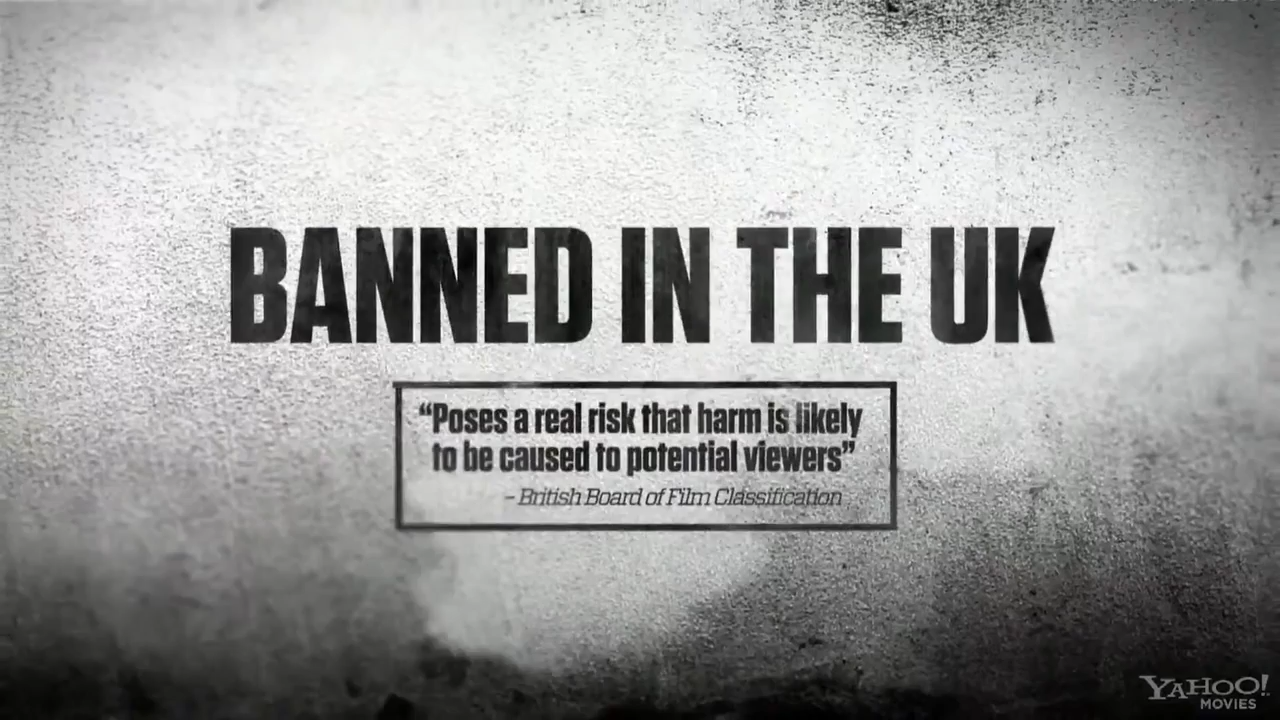 BANNED IN THE UK
“Poses a real risk that harm is likely
to be caused to potential viewers”
– British Board of Film Classification
YAHOO!
MOVIES